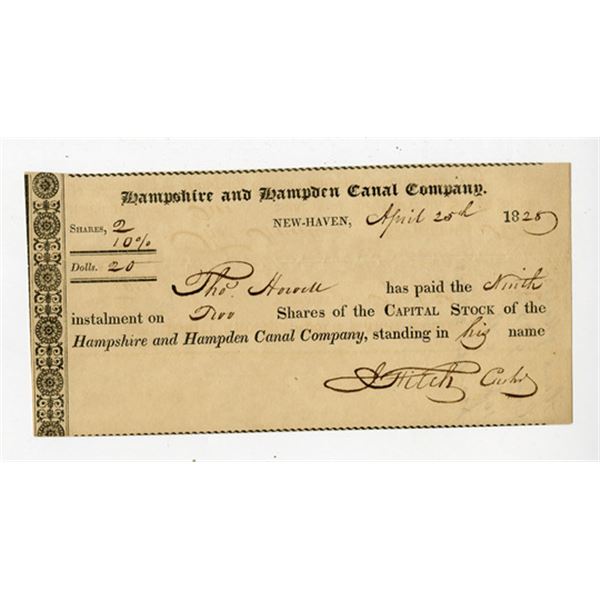 Hampshire and Hampden Canal Company.
NEW-HAVEN, April 25th 1828
SHARES, 2
10%
Dolls. 20
Tho.s Howell has paid the Ninth
instalment on Two Shares of the CAPITAL STOCK of the
Hampshire and Hampden Canal Company, standing in his name
J Fitch Cashr